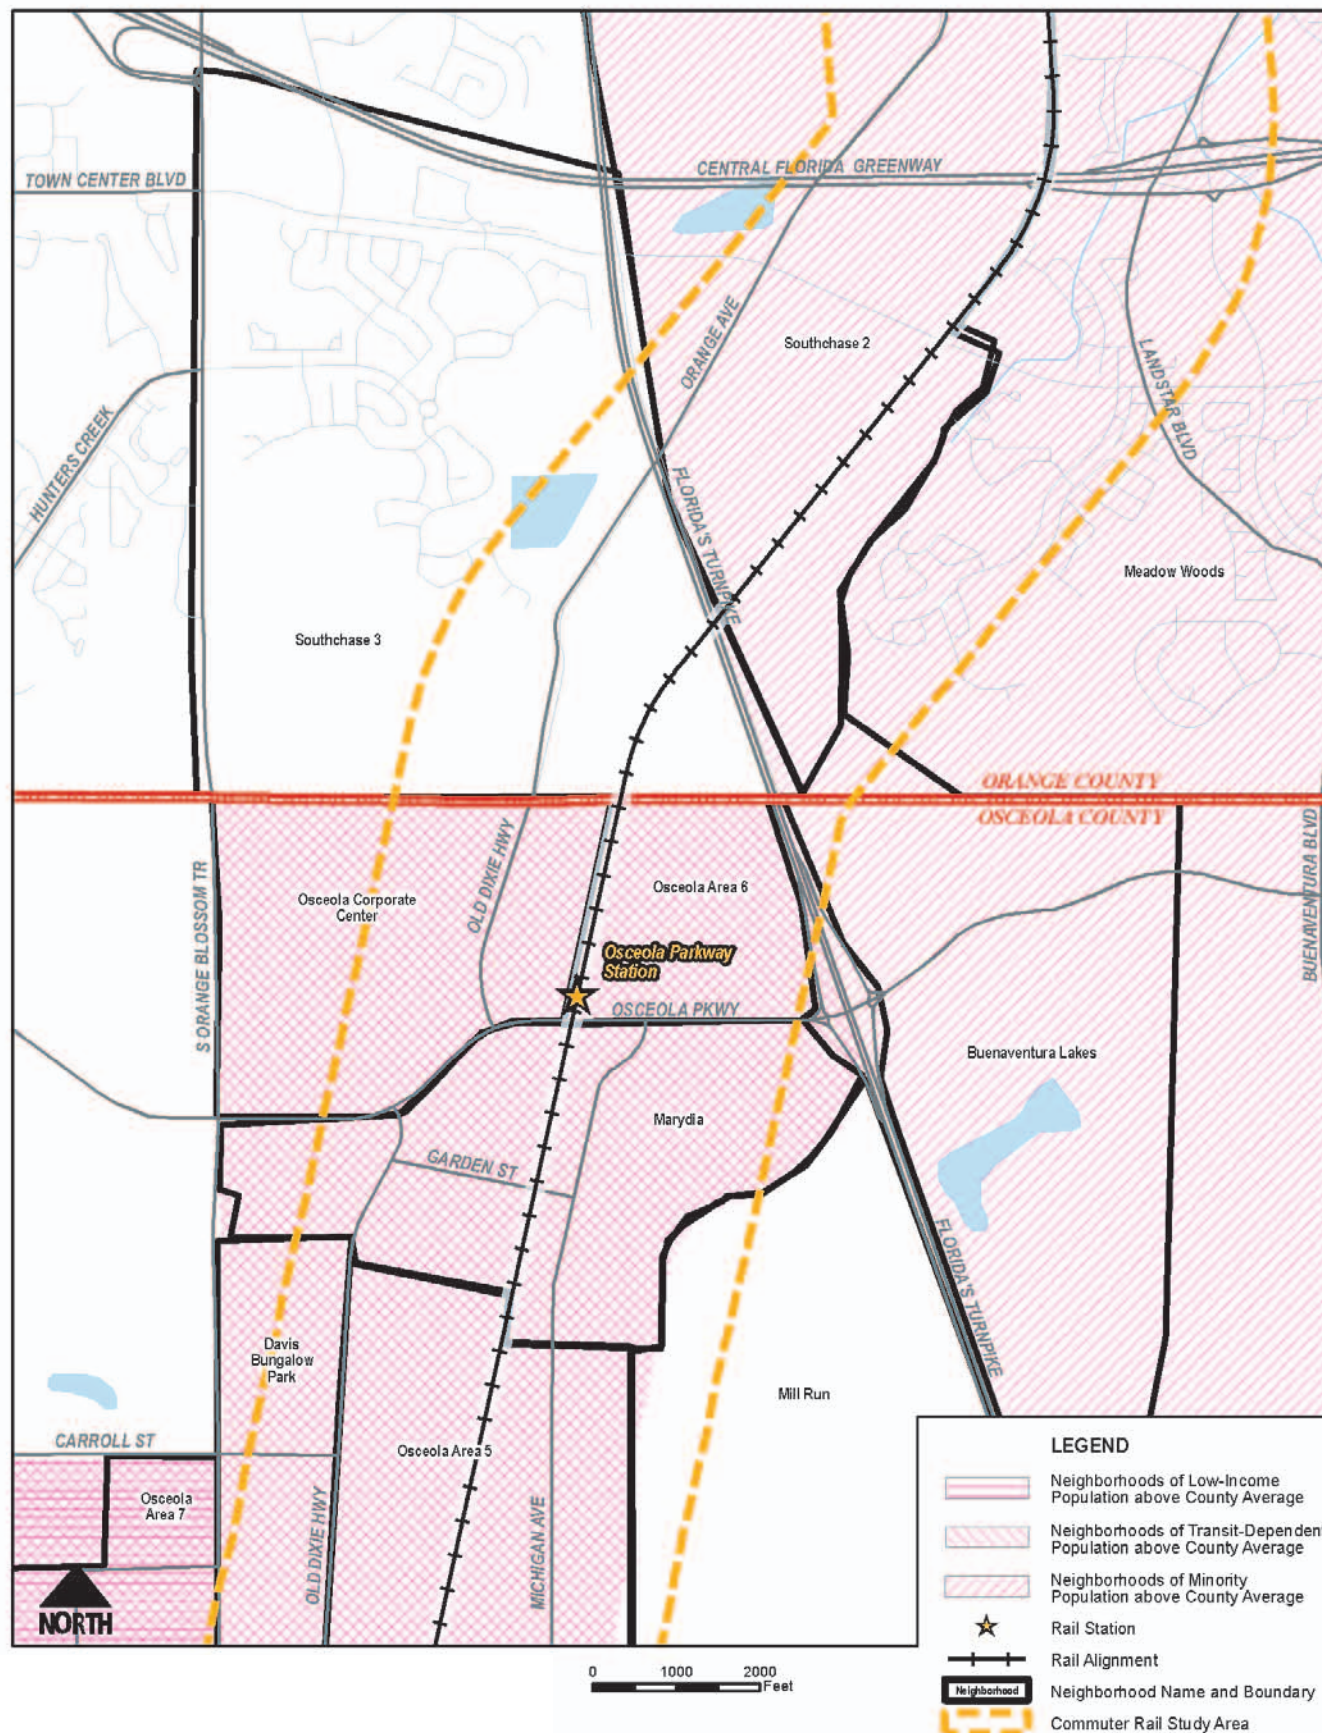 CENTRAL FLORIDA GREENWAY
TOWN CENTER BLVD
ORANGE AVE
Southchase 2
LANDSTAR BLVD
HUNTERS CREEK
FLORIDA'S TURNPIKE
Meadow Woods
Southchase 3
ORANGE COUNTY
OSCEOLA COUNTY
BUENAVENTURA BLVD
S ORANGE BLOSSOM TR
OLD DIXIE HWY
Osceola Area 6
Osceola Corporate
Center
Osceola Parkway
Station
OSCEOLA PKWY
Buenaventura Lakes
Marydia
GARDEN ST
FLORIDA'S TURNPIKE
Davis
Bungalow
Park
Mill Run
CARROLL ST
Osceola Area 5
Osceola
Area 7
OLD DIXIE HWY
MICHIGAN AVE
NORTH
LEGEND
Neighborhoods of Low-Income
Population above County Average
Neighborhoods of Transit-Dependent
Population above County Average
Neighborhoods of Minority
Population above County Average
Rail Station
Rail Alignment
Neighborhood
Neighborhood Name and Boundary
Commuter Rail Study Area
0 1000 2000
Feet